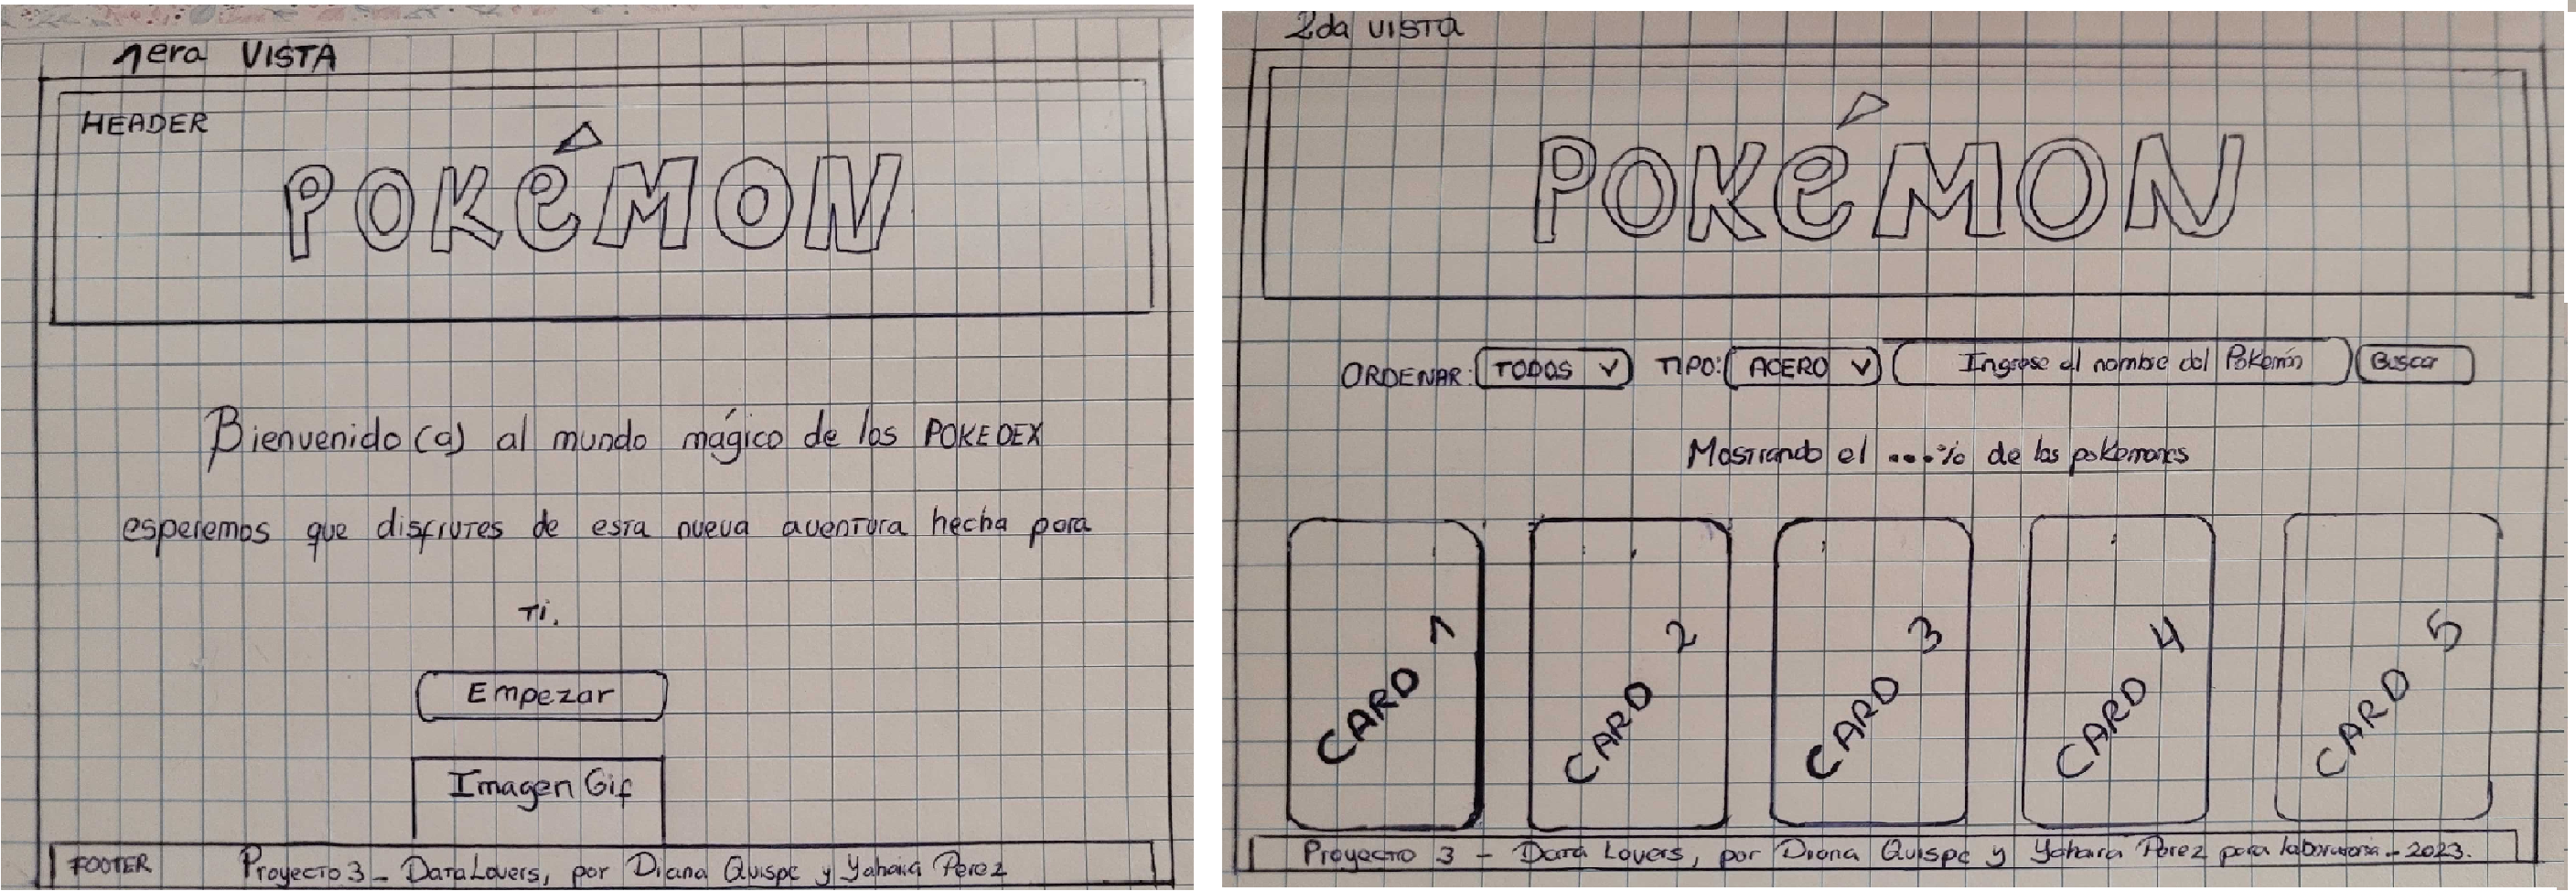 1era VISTA
HEADER
POKéMON
Bienvenido (a) al mundo mágico de los POKEDEX
esperemos que disfrutes de esta nueva aventura hecha para
Ti.
Empezar
Imagen Gif
FOOTER Proyecto 3 - DataLovers, por Diana Quispe y Yahaira Perez
2da VISTA
POKéMON
ORDENAR: TODOS V TIPO: ACERO V Ingrese el nombre del Pokemón Buscar
Mostrando el ...% de los pokemones
CARD 1
CARD 2
CARD 3
CARD 4
CARD 5
Proyecto 3 - Data Lovers, por Diana Quispe y Yahaira Perez para laboratoria - 2023.